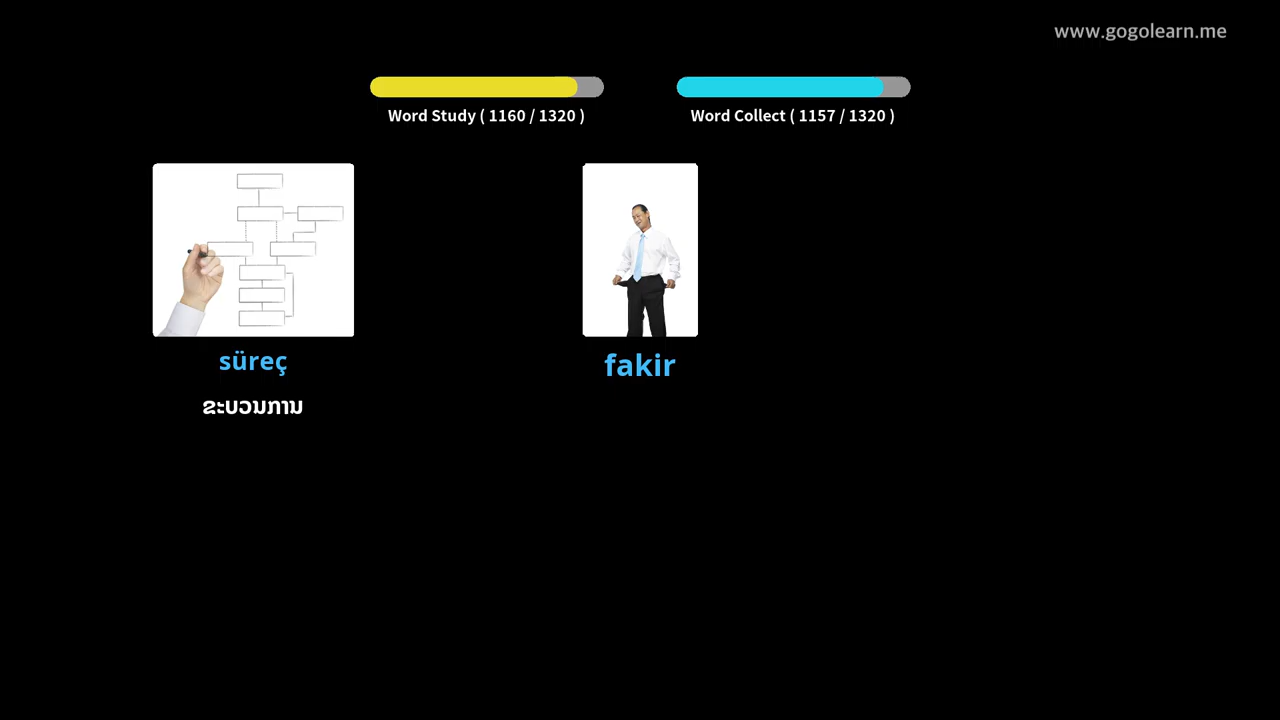 www.gogolearn.me
Word Study ( 1160 / 1320 )
Word Collect ( 1157 / 1320 )
süreç
ຂະບວນການ
fakir